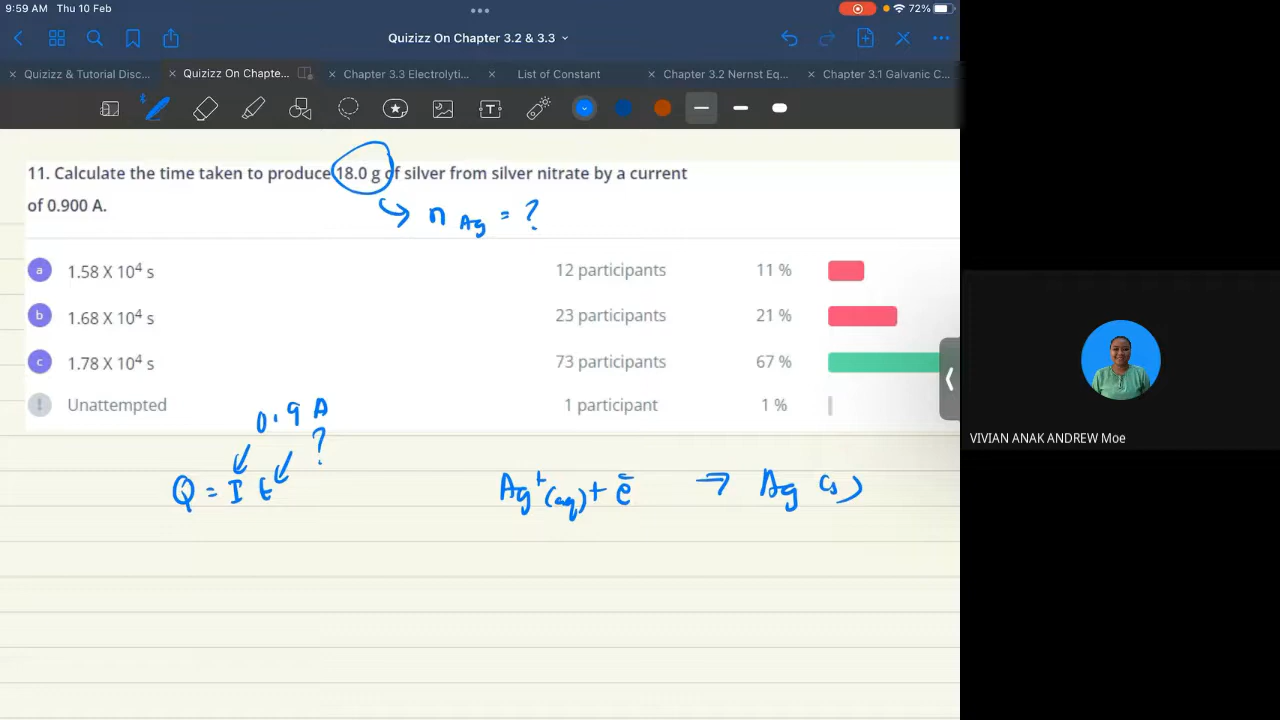 9:59 AM Thu 10 Feb
72%
Quizizz On Chapter 3.2 & 3.3
Quizizz & Tutorial Disc...
Quizizz On Chapte...
Chapter 3.3 Electrolyti...
List of Constant
Chapter 3.2 Nernst Eq...
Chapter 3.1 Galvanic C...
11. Calculate the time taken to produce 18.0 g of silver from silver nitrate by a current
of 0.900 A.
n Ag = ?
a 1.58 X 10⁴ s 12 participants 11 %
b 1.68 X 10⁴ s 23 participants 21 %
c 1.78 X 10⁴ s 73 participants 67 %
! Unattempted 1 participant 1 %
0.9 A
?
Q = I t
Ag⁺(aq) + ē → Ag (s)
VIVIAN ANAK ANDREW Moe